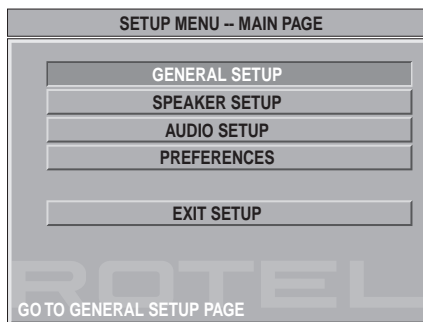 SETUP MENU -- MAIN PAGE
GENERAL SETUP
SPEAKER SETUP
AUDIO SETUP
PREFERENCES
EXIT SETUP
ROTEL
GO TO GENERAL SETUP PAGE